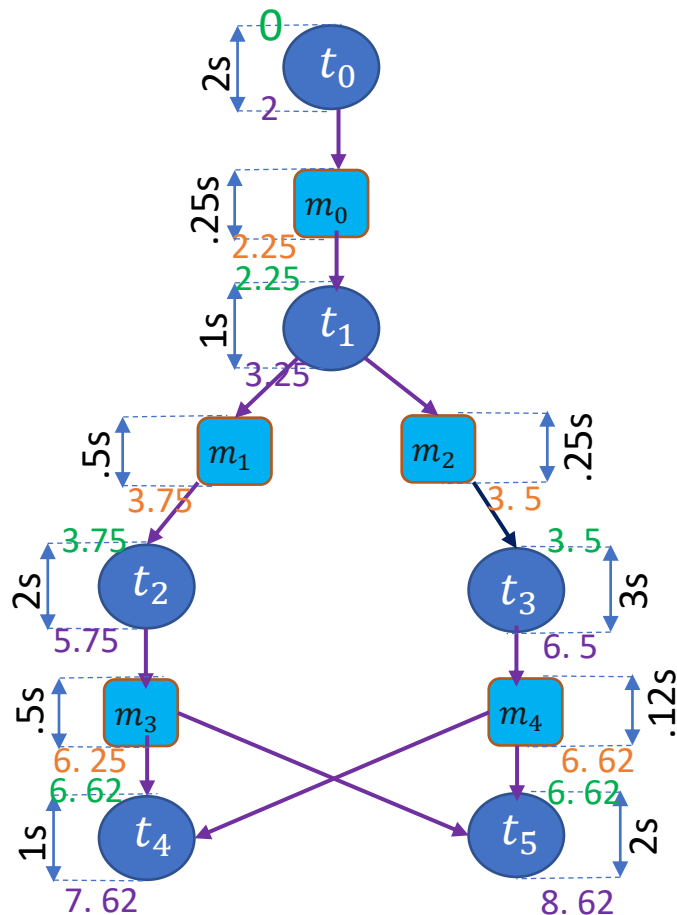 0
2s
t₀
2
.25s
m₀
2.25
2.25
1s
t₁
3.25
.5s
m₁
m₂
.25s
3.75
3. 5
3.75
3. 5
2s
t₂
t₃
3s
5.75
6. 5
.5s
m₃
m₄
.12s
6. 25
6. 62
6. 62
6. 62
1s
t₄
t₅
2s
7. 62
8. 62